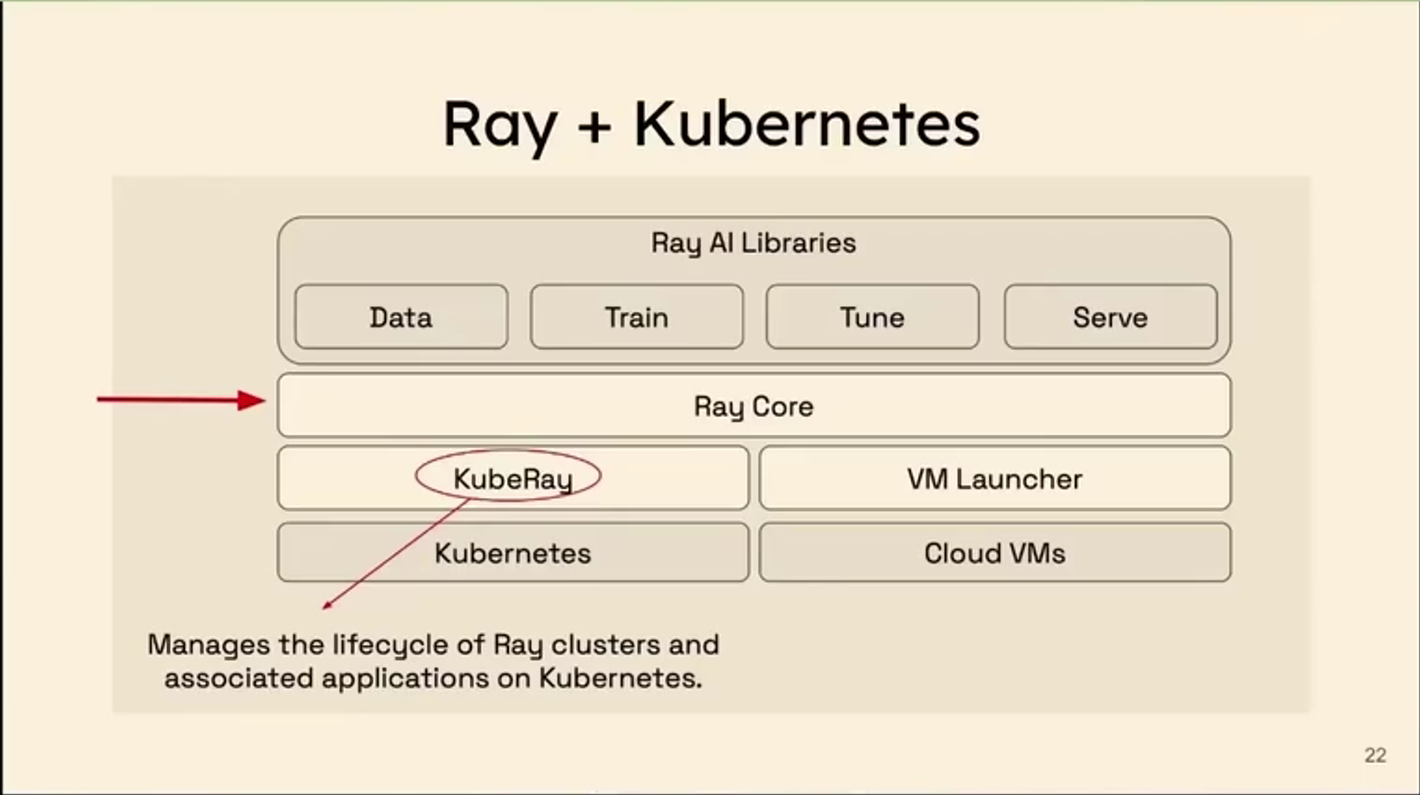 Ray + Kubernetes
Ray AI Libraries
Data
Train
Tune
Serve
Ray Core
KubeRay
VM Launcher
Kubernetes
Cloud VMs
Manages the lifecycle of Ray clusters and
associated applications on Kubernetes.
22